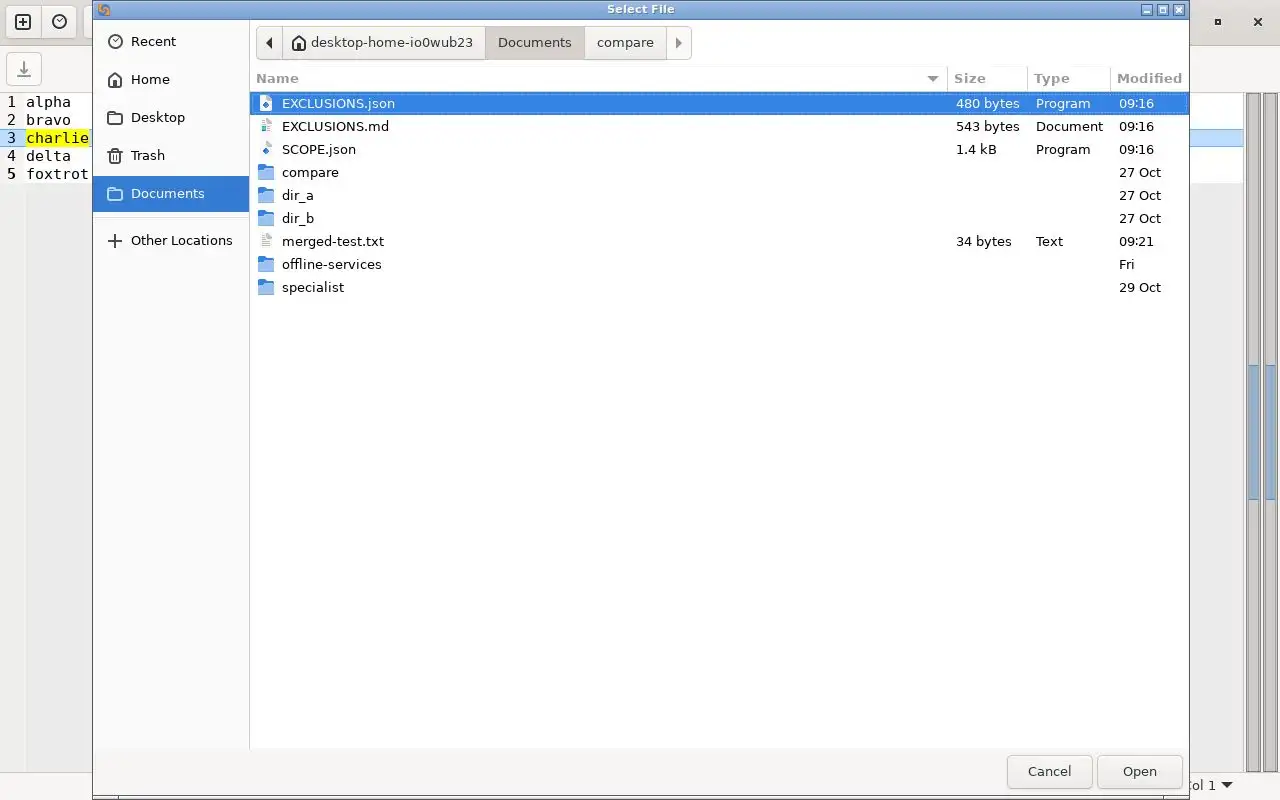 Select File
Recent
Home
Desktop
Trash
Documents
Other Locations
desktop-home-io0wub23 Documents compare
Name Size Type Modified
EXCLUSIONS.json 480 bytes Program 09:16
EXCLUSIONS.md 543 bytes Document 09:16
SCOPE.json 1.4 kB Program 09:16
compare 27 Oct
dir_a 27 Oct
dir_b 27 Oct
merged-test.txt 34 bytes Text 09:21
offline-services Fri
specialist 29 Oct
Cancel Open
1 alpha
2 bravo
3 charlie
4 delta
5 foxtrot
Col 1